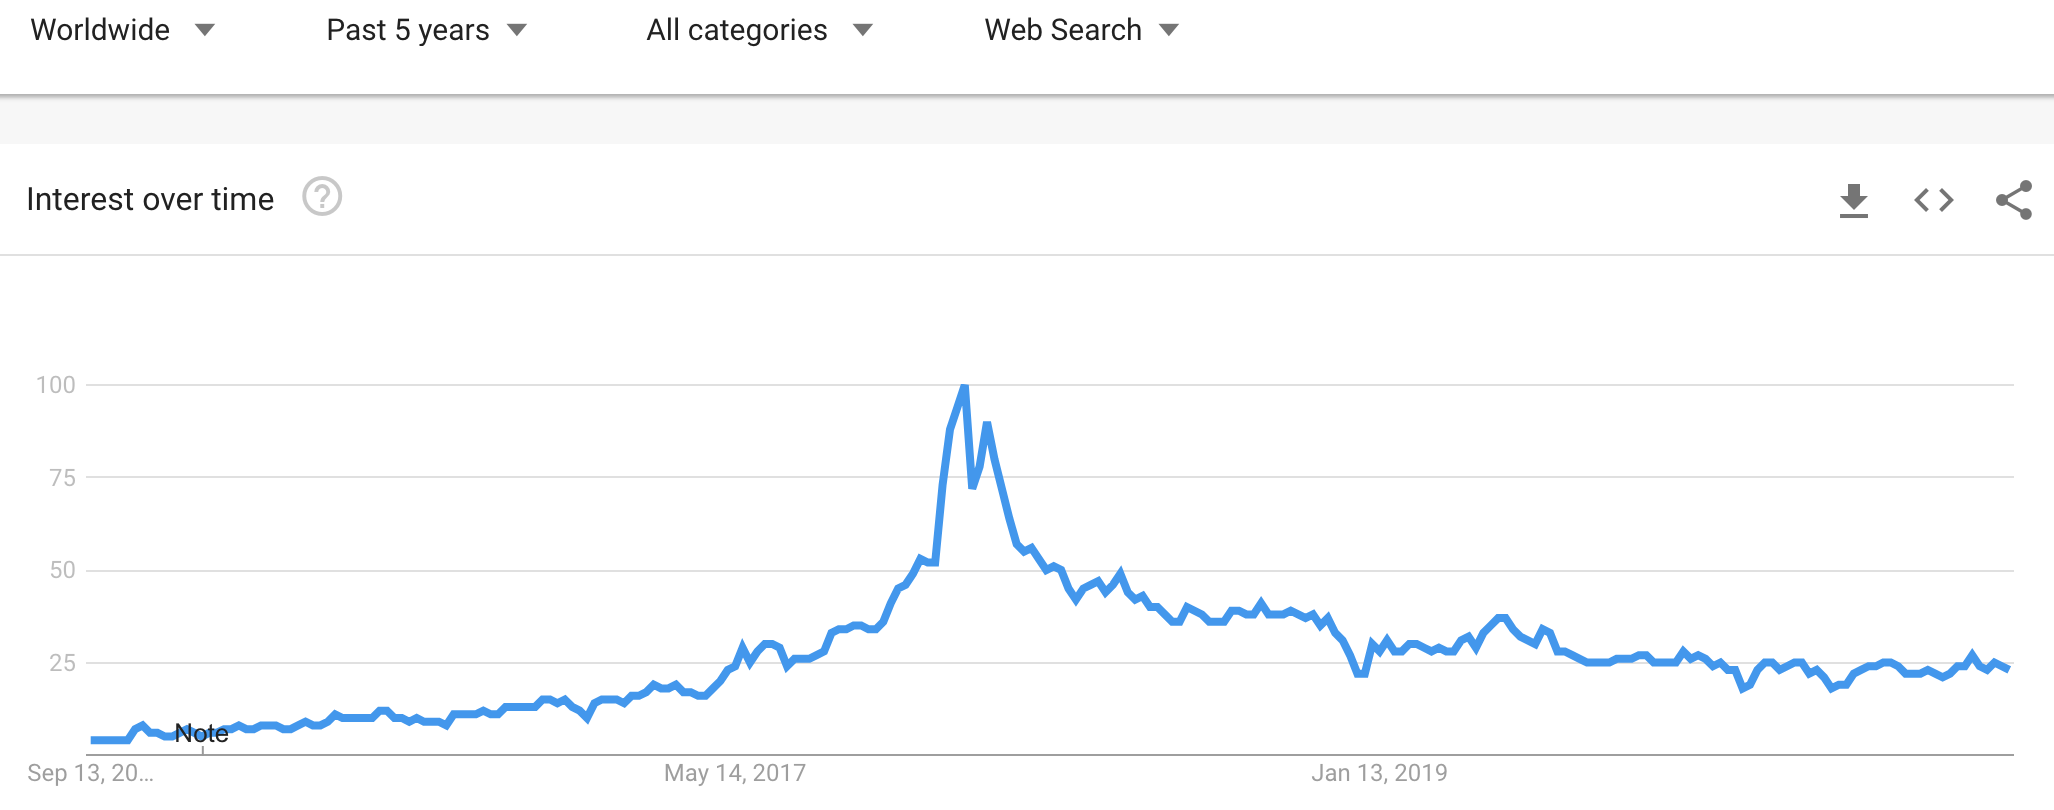 Worldwide Past 5 years All categories Web Search
Interest over time ?
100
75
50
25
Note
Sep 13, 20... May 14, 2017 Jan 13, 2019